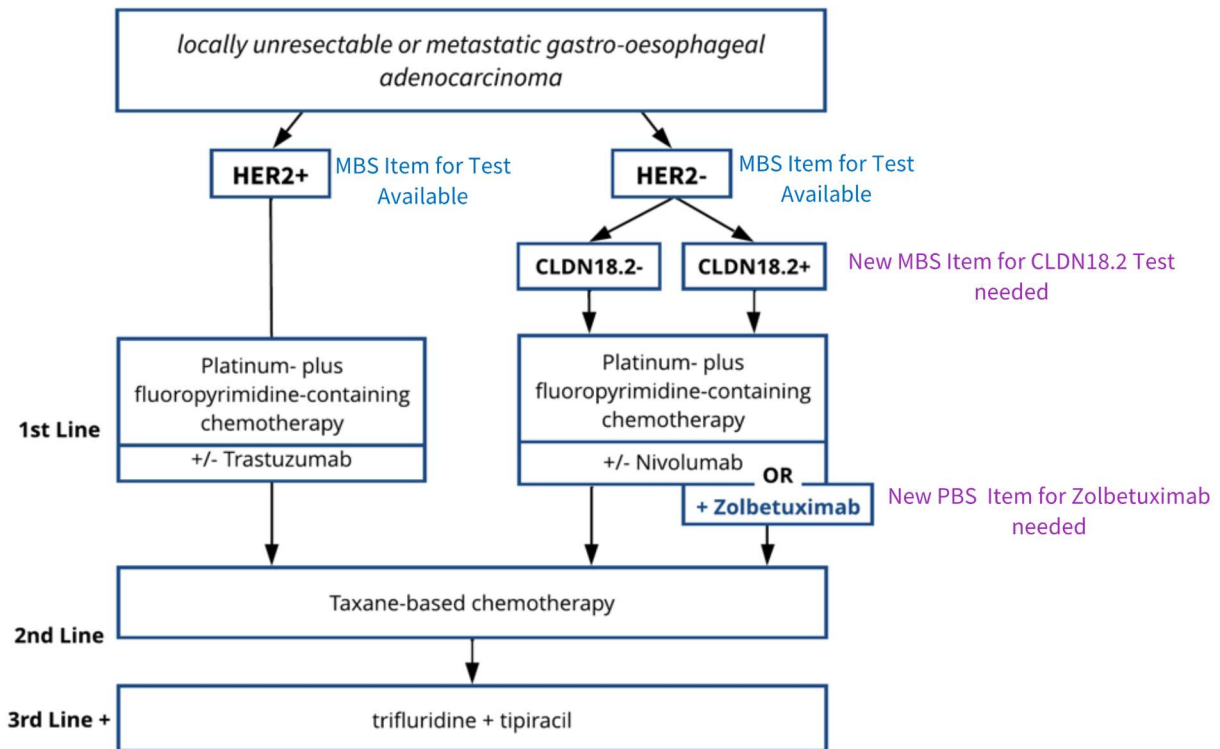 locally unresectable or metastatic gastro-oesophageal
adenocarcinoma
HER2+
MBS Item for Test
Available
HER2-
MBS Item for Test
Available
CLDN18.2-
CLDN18.2+
New MBS Item for CLDN18.2 Test
needed
1st Line
Platinum- plus
fluoropyrimidine-containing
chemotherapy
+/- Trastuzumab
Platinum- plus
fluoropyrimidine-containing
chemotherapy
+/- Nivolumab
OR
+ Zolbetuximab
New PBS Item for Zolbetuximab
needed
2nd Line
Taxane-based chemotherapy
3rd Line +
trifluridine + tipiracil